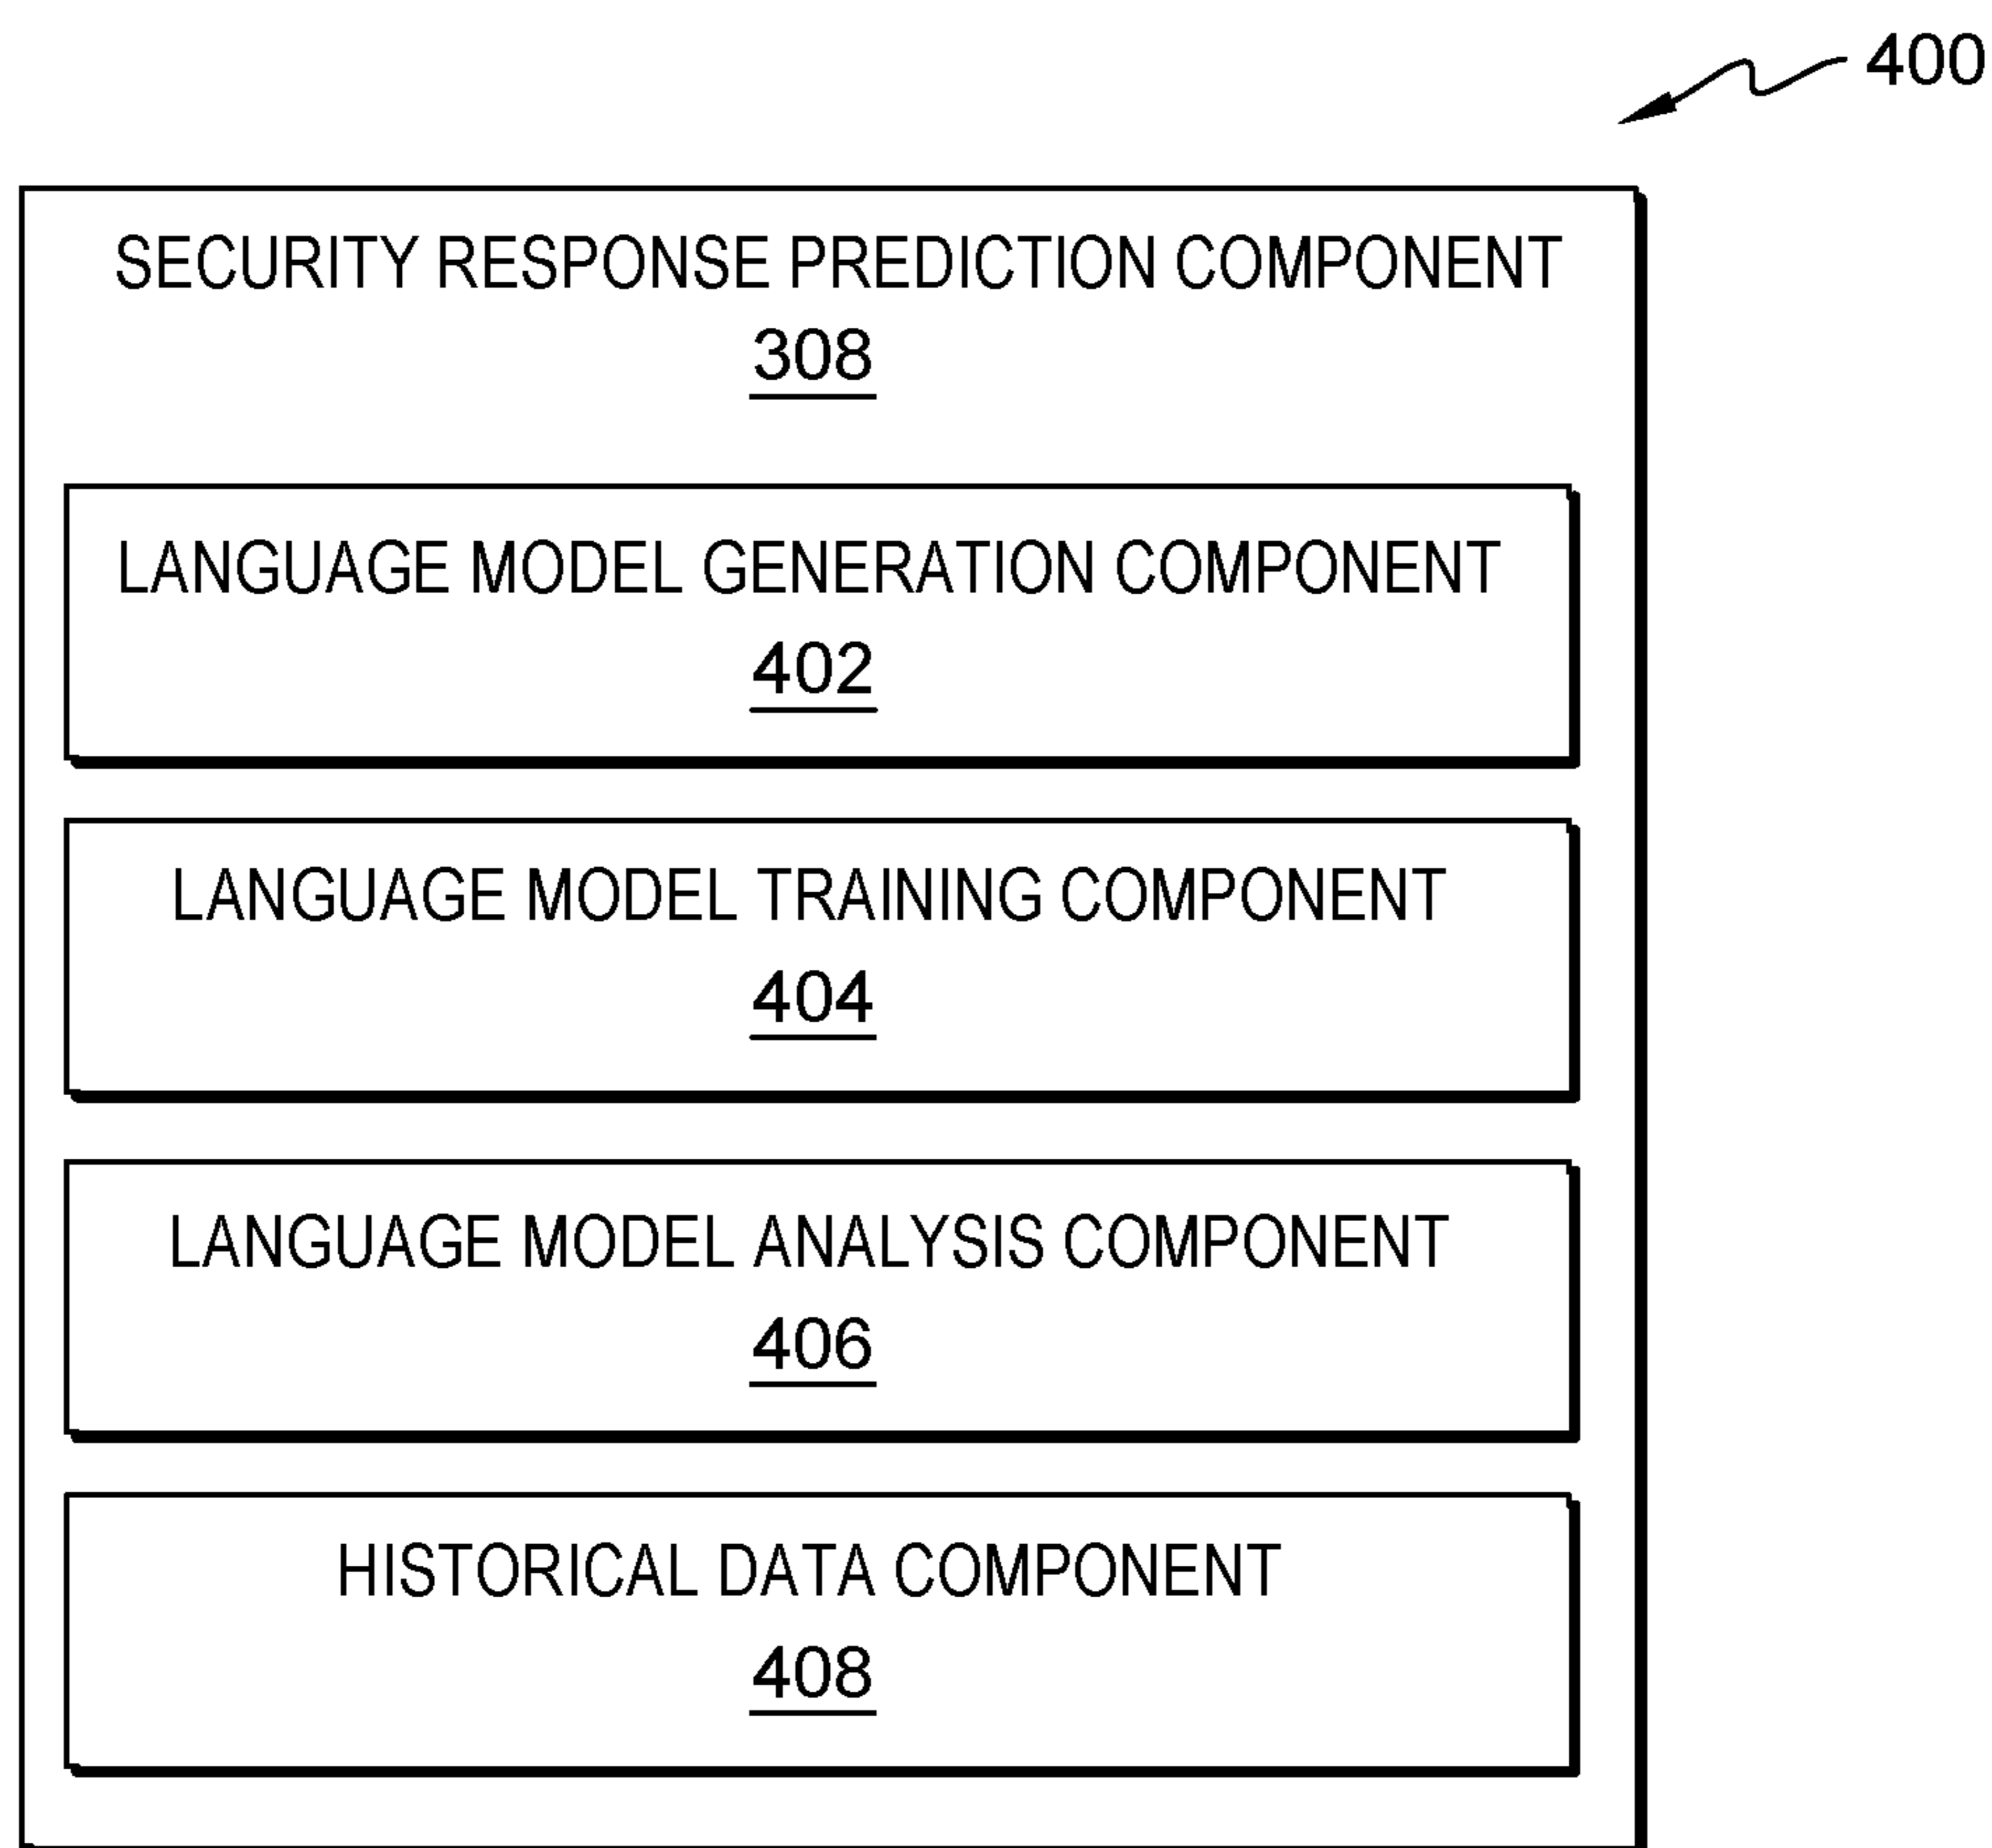 400
SECURITY RESPONSE PREDICTION COMPONENT
308
LANGUAGE MODEL GENERATION COMPONENT
402
LANGUAGE MODEL TRAINING COMPONENT
404
LANGUAGE MODEL ANALYSIS COMPONENT
406
HISTORICAL DATA COMPONENT
408